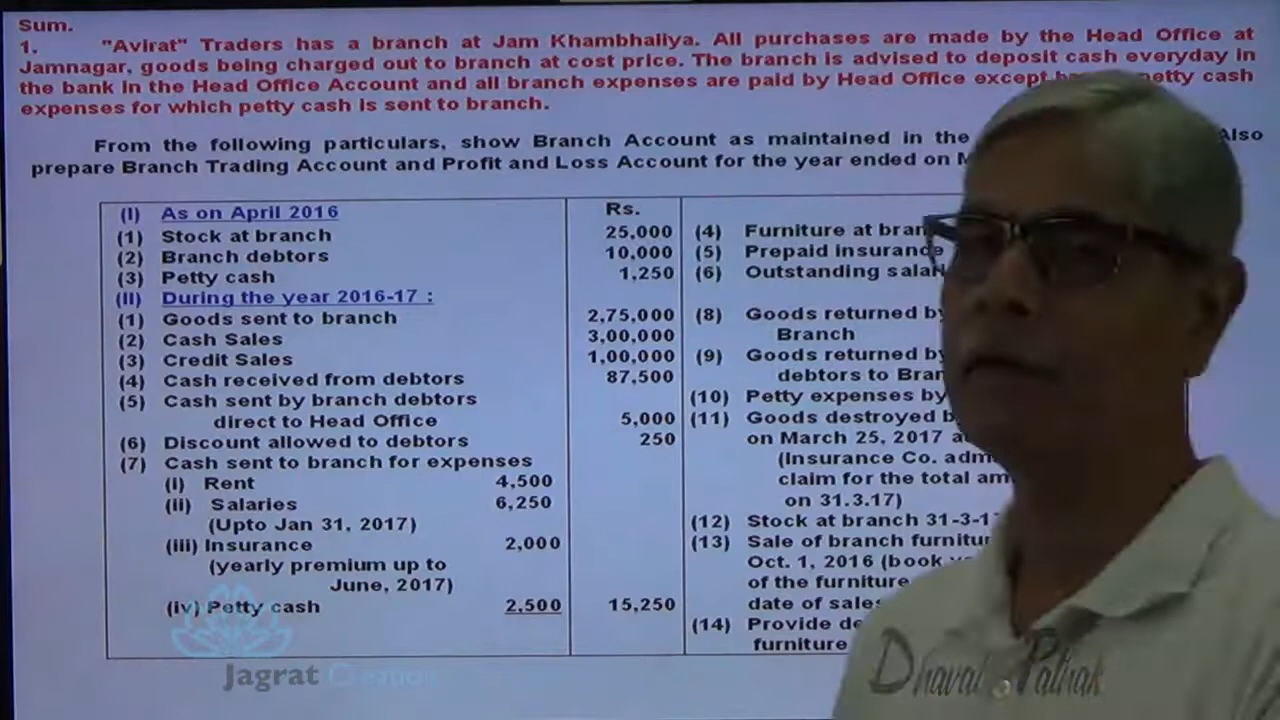 Sum.
1. "Avirat" Traders has a branch at Jam Khambhaliya. All purchases are made by the Head Office at
Jamnagar, goods being charged out to branch at cost price. The branch is advised to deposit cash everyday in
the bank in the Head Office Account and all branch expenses are paid by Head Office except petty cash
expenses for which petty cash is sent to branch.
From the following particulars, show Branch Account as maintained in the Also
prepare Branch Trading Account and Profit and Loss Account for the year ended on
Rs.
(I) As on April 2016
(1) Stock at branch 25,000
(2) Branch debtors 10,000
(3) Petty cash 1,250
(II) During the year 2016-17 :
(1) Goods sent to branch 2,75,000
(2) Cash Sales 3,00,000
(3) Credit Sales 1,00,000
(4) Cash received from debtors 87,500
(5) Cash sent by branch debtors
direct to Head Office 5,000
(6) Discount allowed to debtors 250
(7) Cash sent to branch for expenses
(i) Rent 4,500
(ii) Salaries 6,250
(Upto Jan 31, 2017)
(iii) Insurance 2,000
(yearly premium up to
June, 2017)
(iv) Petty cash 2,500 15,250
(4) Furniture at
(5) Prepaid insurance
(6) Outstanding
(8) Goods returned
Branch
(9) Goods returned
debtors to
(10) Petty expenses by
(11) Goods destroyed
on March 25, 2017
(Insurance Co.
claim for the total
on 31.3.17)
(12) Stock at branch
(13) Sale of branch
Oct. 1, 2016 (book
of the furniture
date of
(14) Provide
furniture
Jagrat
Dhaval Pathak